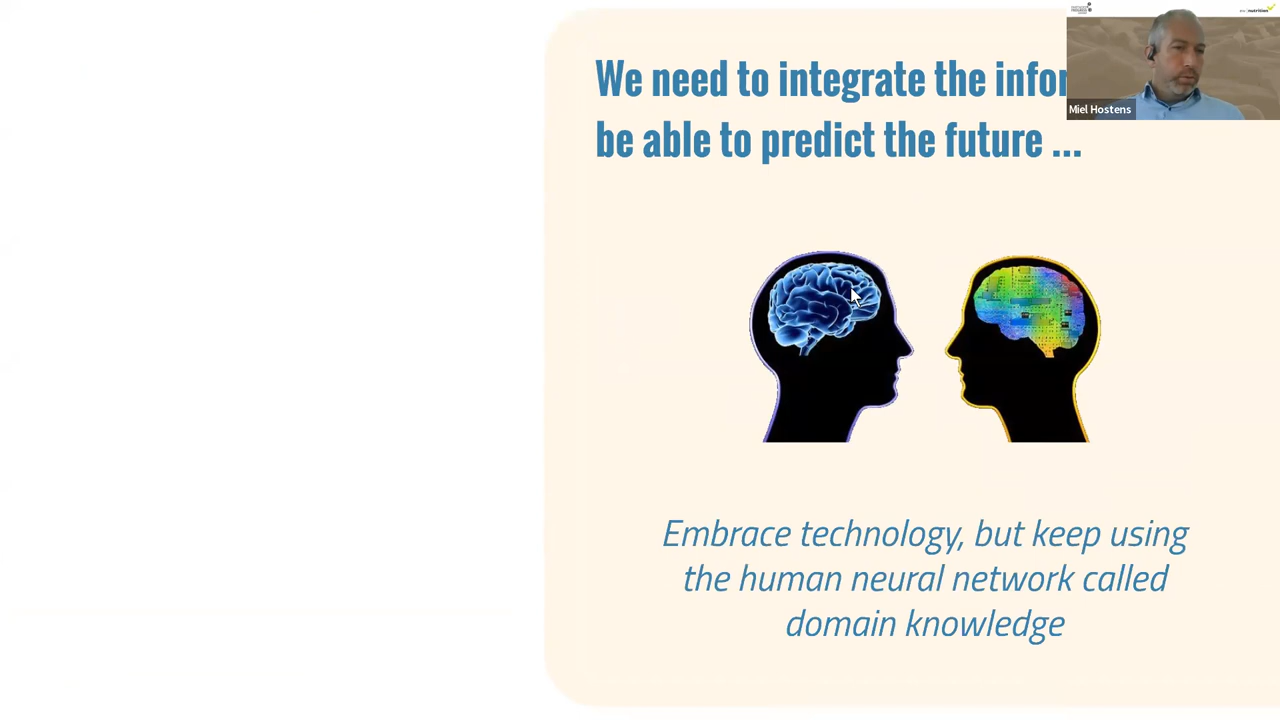 We need to integrate the infor
be able to predict the future ...
nutrition
Miel Hostens
Embrace technology, but keep using
the human neural network called
domain knowledge